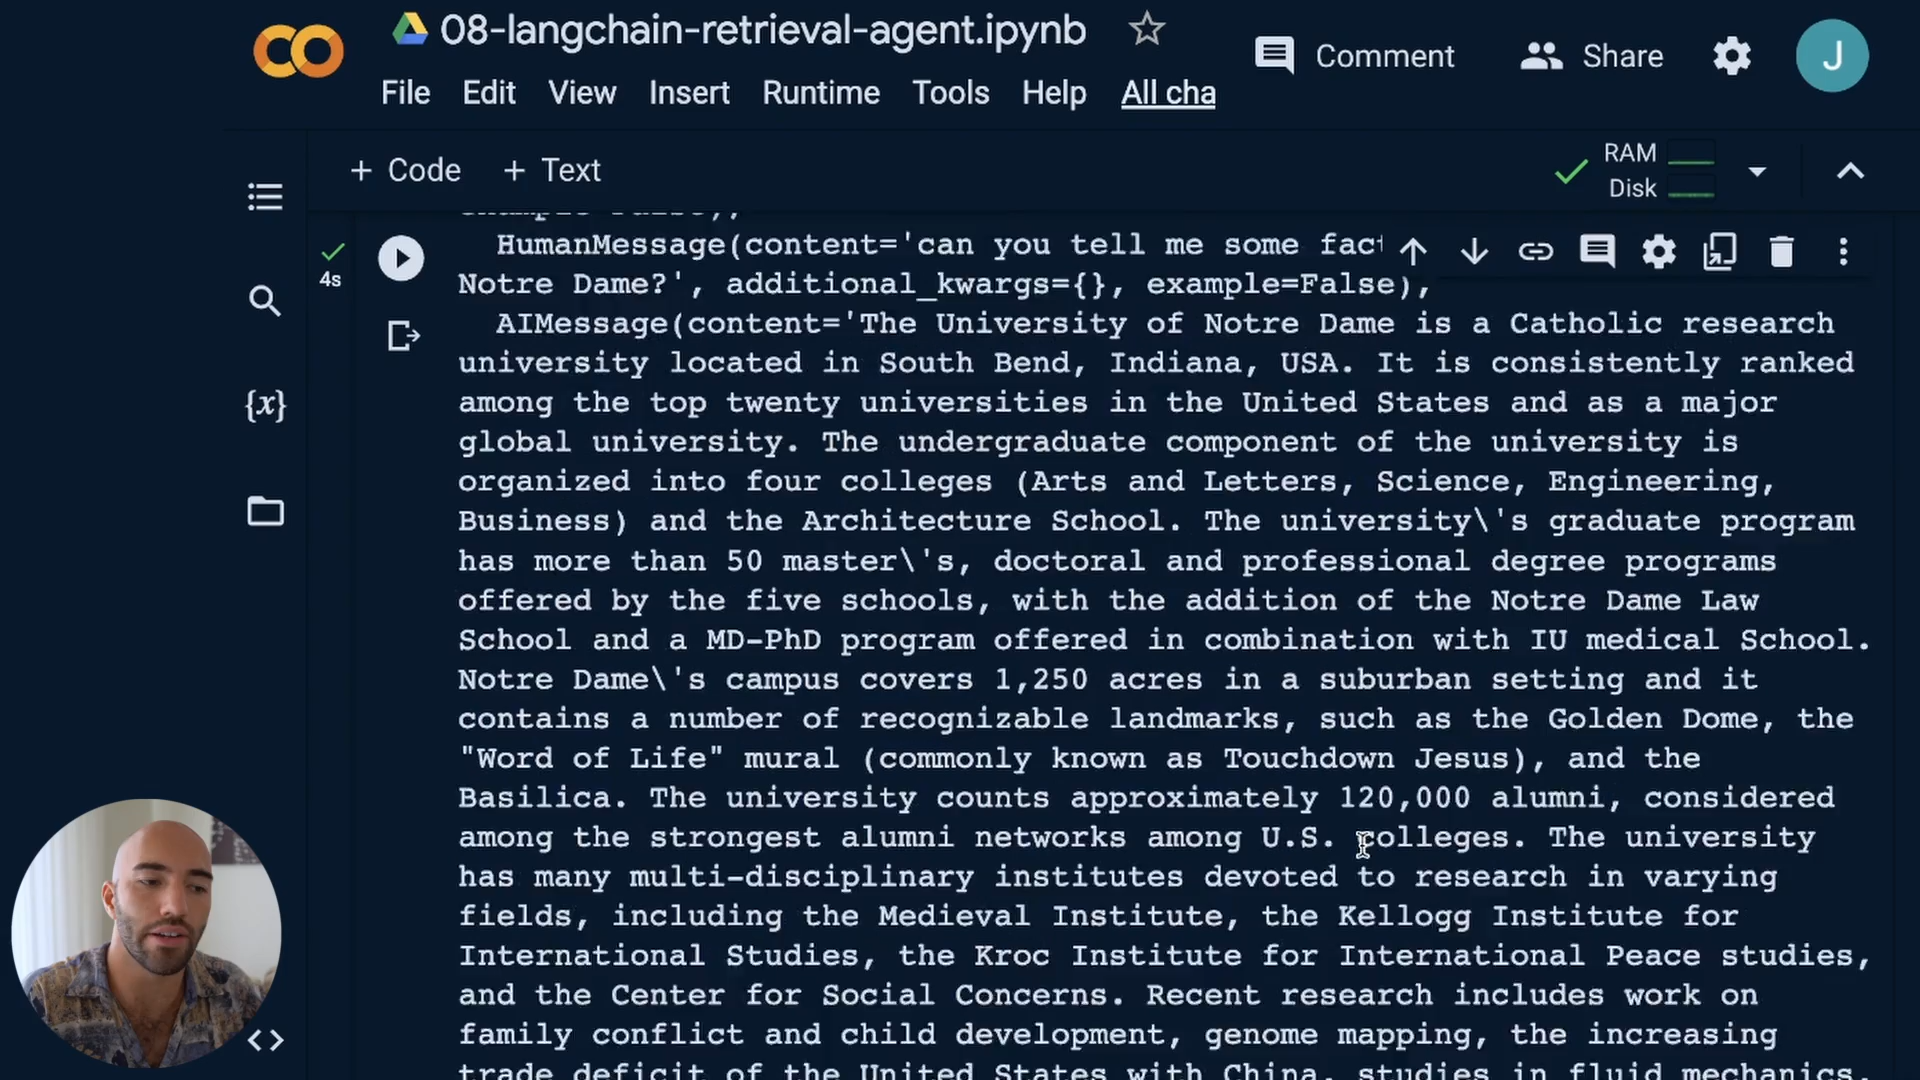 08-langchain-retrieval-agent.ipynb
Comment
Share
J
File Edit View Insert Runtime Tools Help All cha
+ Code + Text
RAM
Disk
4s
HumanMessage(content='can you tell me some fact
Notre Dame?', additional_kwargs={}, example=False),
AIMessage(content='The University of Notre Dame is a Catholic research
university located in South Bend, Indiana, USA. It is consistently ranked
among the top twenty universities in the United States and as a major
global university. The undergraduate component of the university is
organized into four colleges (Arts and Letters, Science, Engineering,
Business) and the Architecture School. The university\'s graduate program
has more than 50 master\'s, doctoral and professional degree programs
offered by the five schools, with the addition of the Notre Dame Law
School and a MD-PhD program offered in combination with IU medical School.
Notre Dame\'s campus covers 1,250 acres in a suburban setting and it
contains a number of recognizable landmarks, such as the Golden Dome, the
"Word of Life" mural (commonly known as Touchdown Jesus), and the
Basilica. The university counts approximately 120,000 alumni, considered
among the strongest alumni networks among U.S. colleges. The university
has many multi-disciplinary institutes devoted to research in varying
fields, including the Medieval Institute, the Kellogg Institute for
International Studies, the Kroc Institute for International Peace studies,
and the Center for Social Concerns. Recent research includes work on
family conflict and child development, genome mapping, the increasing
trade deficit of the United States with China, studies in fluid mechanics,